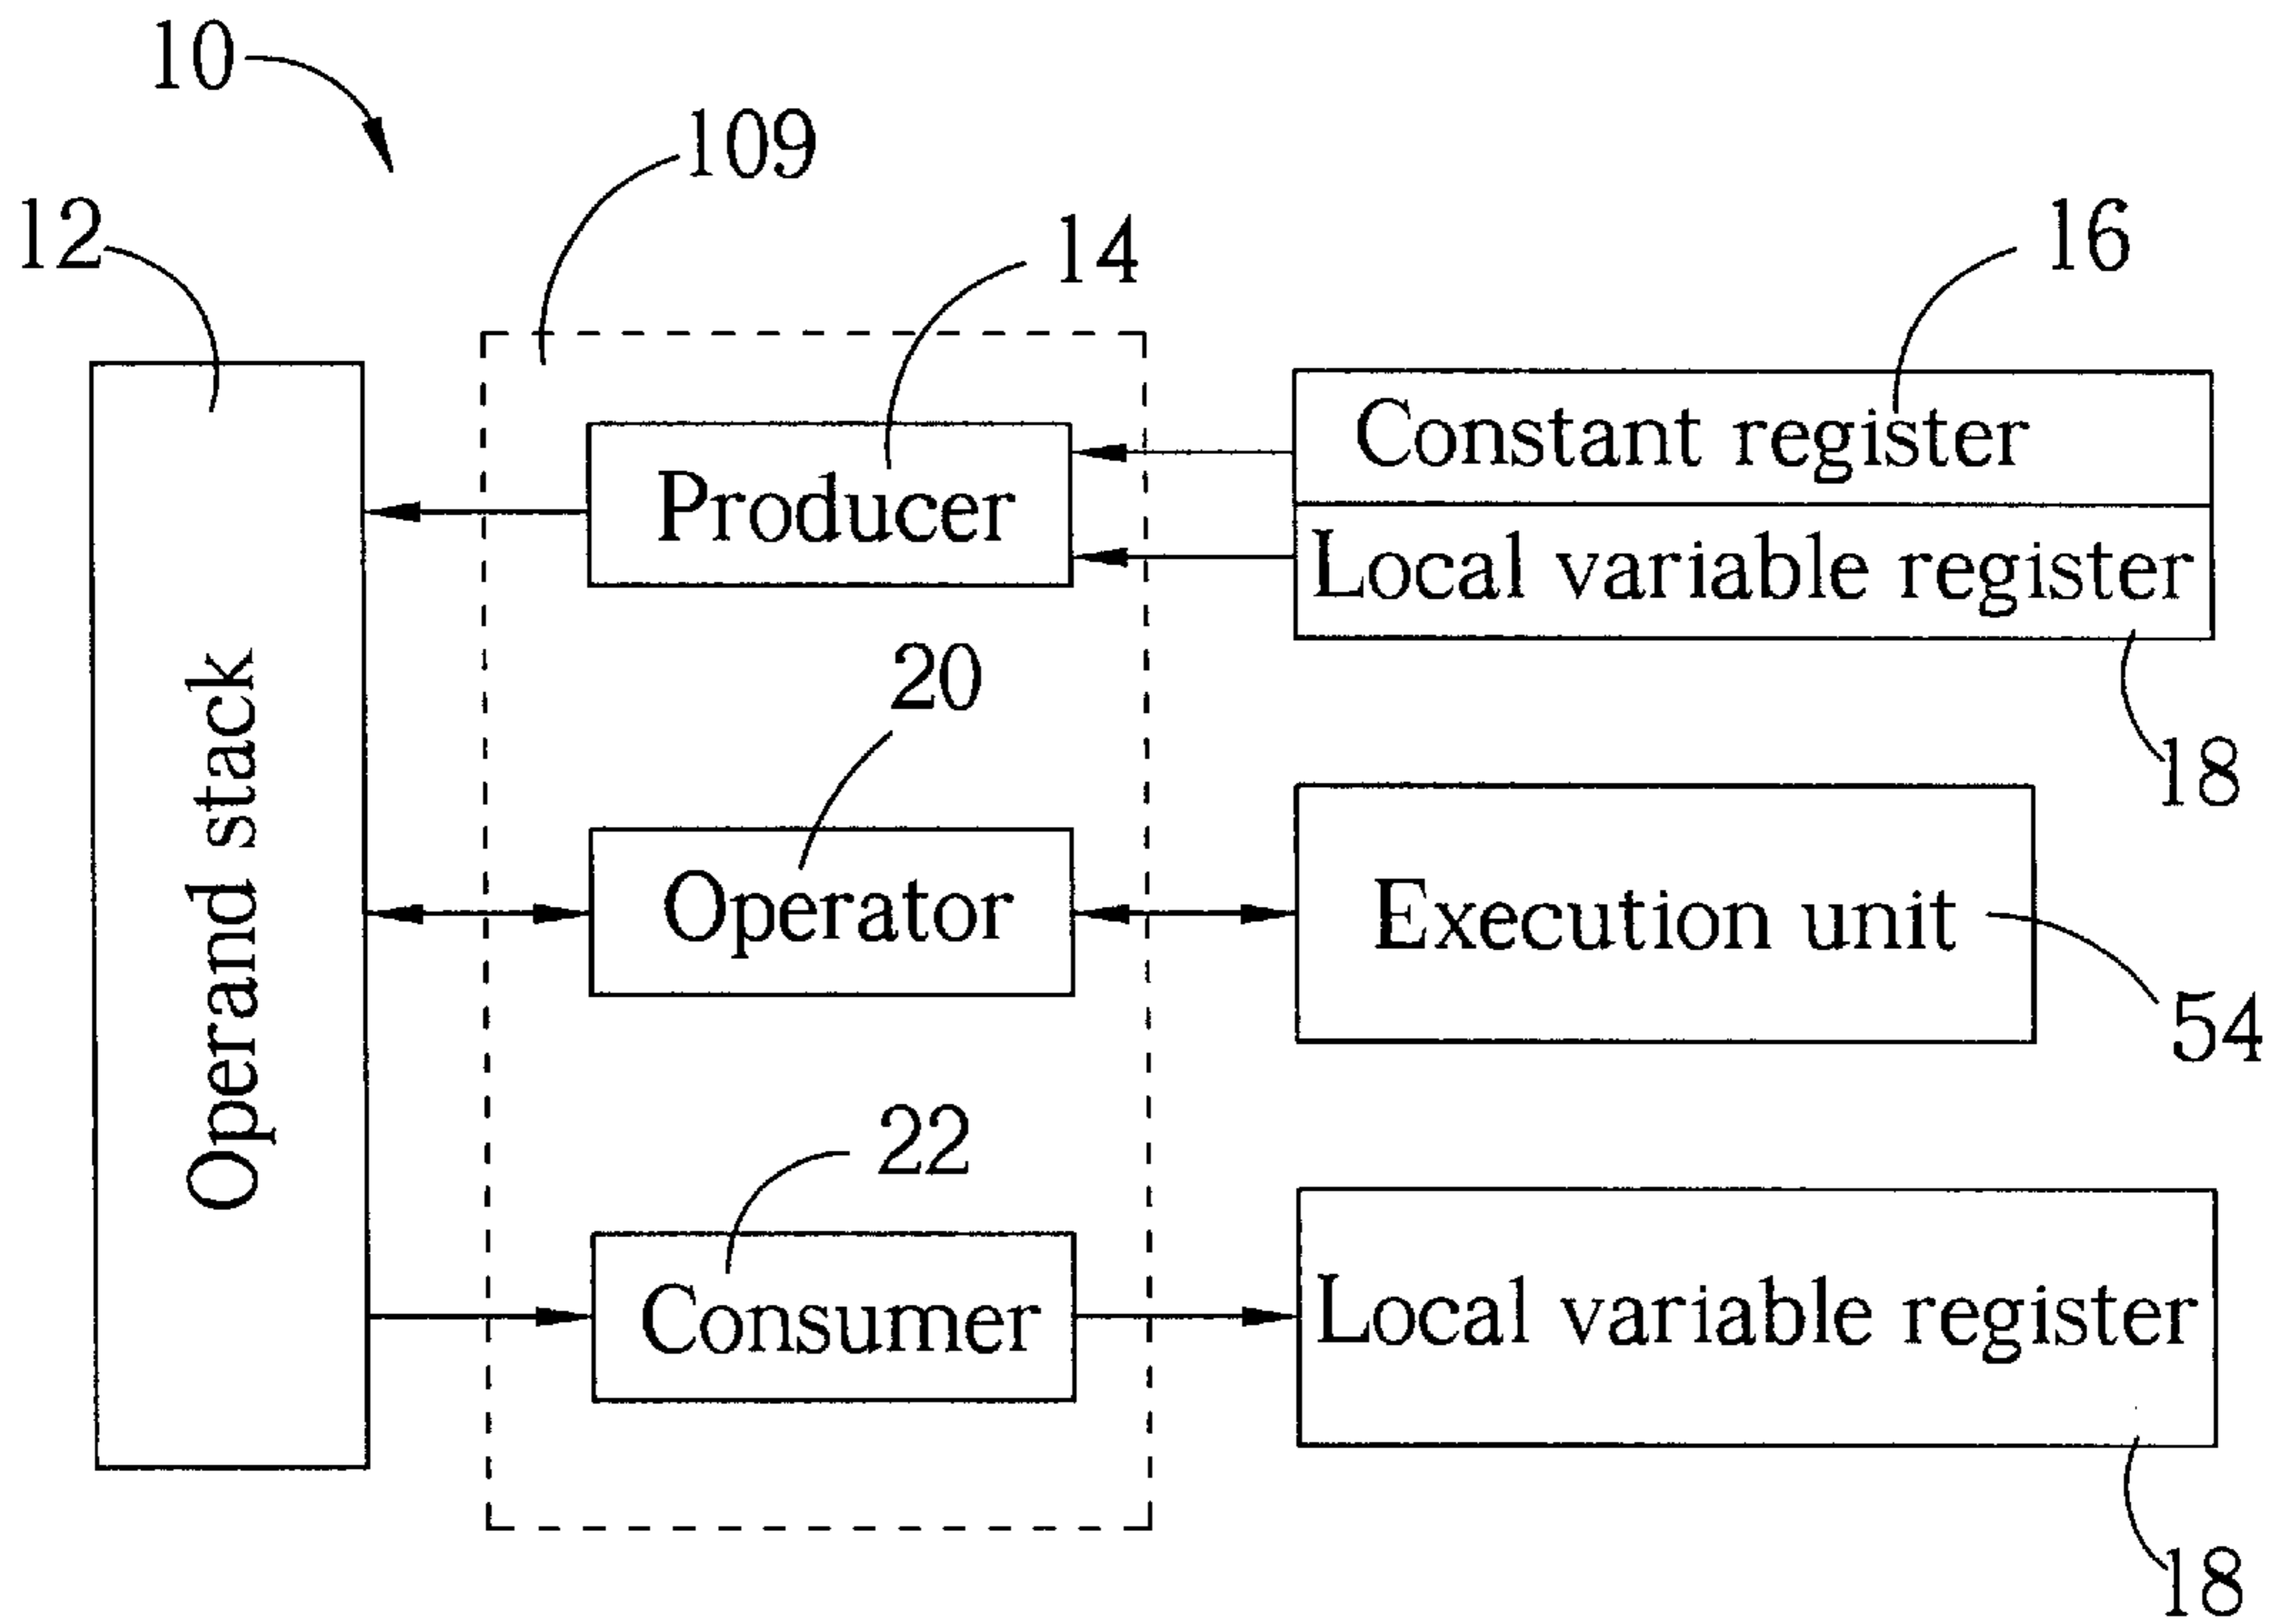 10
109
12
14
16
Constant register
Producer
Local variable register
20
18
Operand stack
Operator
Execution unit
54
22
Consumer
Local variable register
18